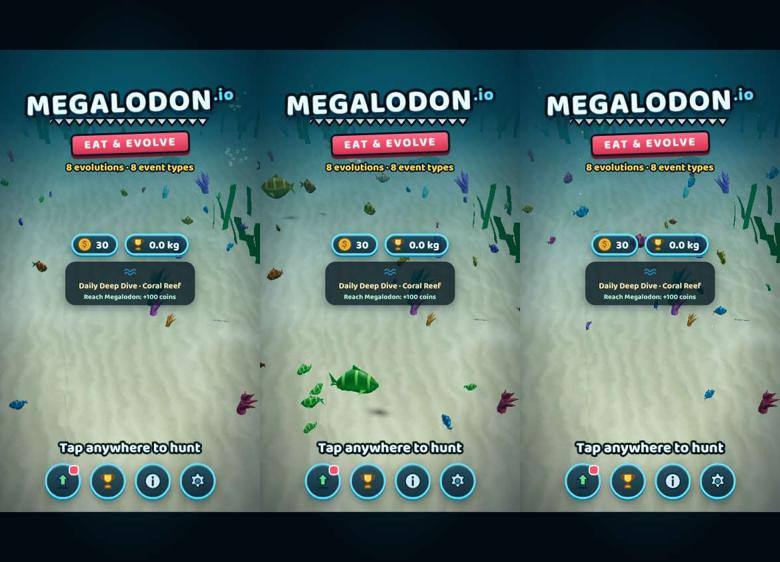 MEGALODON.io
EAT & EVOLVE
8 evolutions · 8 event types
30
0.0 kg
Daily Deep Dive · Coral Reef
Reach Megalodon: +100 coins
Tap anywhere to hunt
MEGALODON.io
EAT & EVOLVE
8 evolutions · 8 event types
30
0.0 kg
Daily Deep Dive · Coral Reef
Reach Megalodon: +100 coins
Tap anywhere to hunt
MEGALODON.io
EAT & EVOLVE
8 evolutions · 8 event types
30
0.0 kg
Daily Deep Dive · Coral Reef
Reach Megalodon: +100 coins
Tap anywhere to hunt